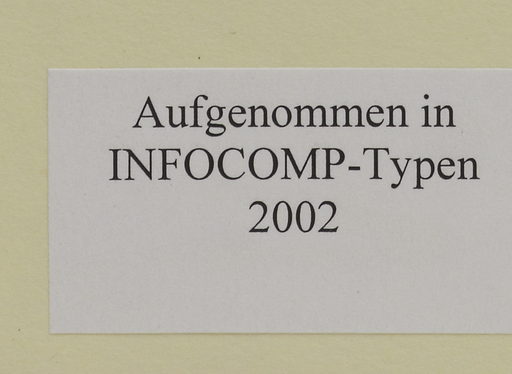 Aufgenommen in
INFOCOMP-Typen
2002